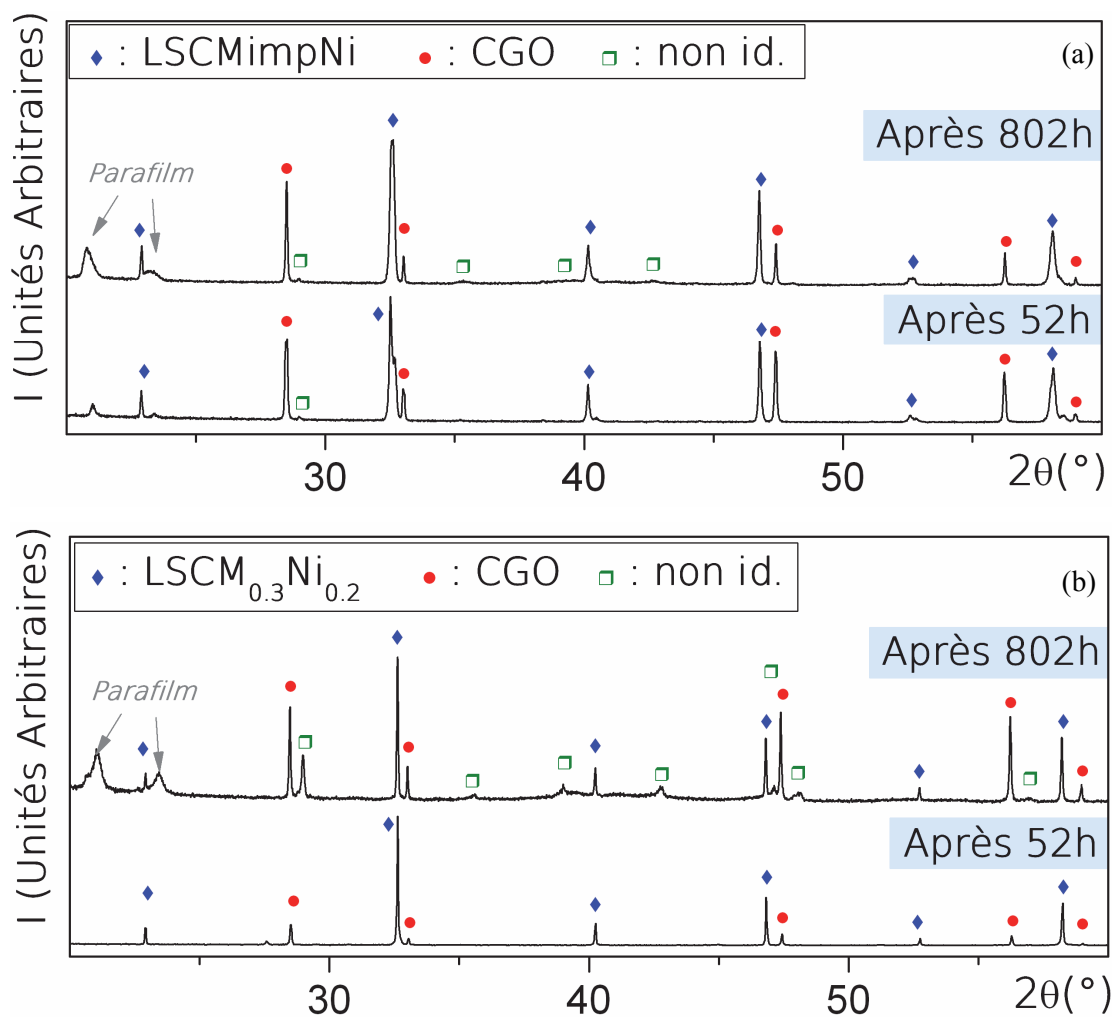 : LSCMimpNi : CGO : non id. (a)
Après 802h
Parafilm
Après 52h
I (Unités Arbitraires)
30 40 50 2θ(°)
: LSCM0.3Ni0.2 : CGO : non id. (b)
Après 802h
Parafilm
Après 52h
I (Unités Arbitraires)
30 40 50 2θ(°)